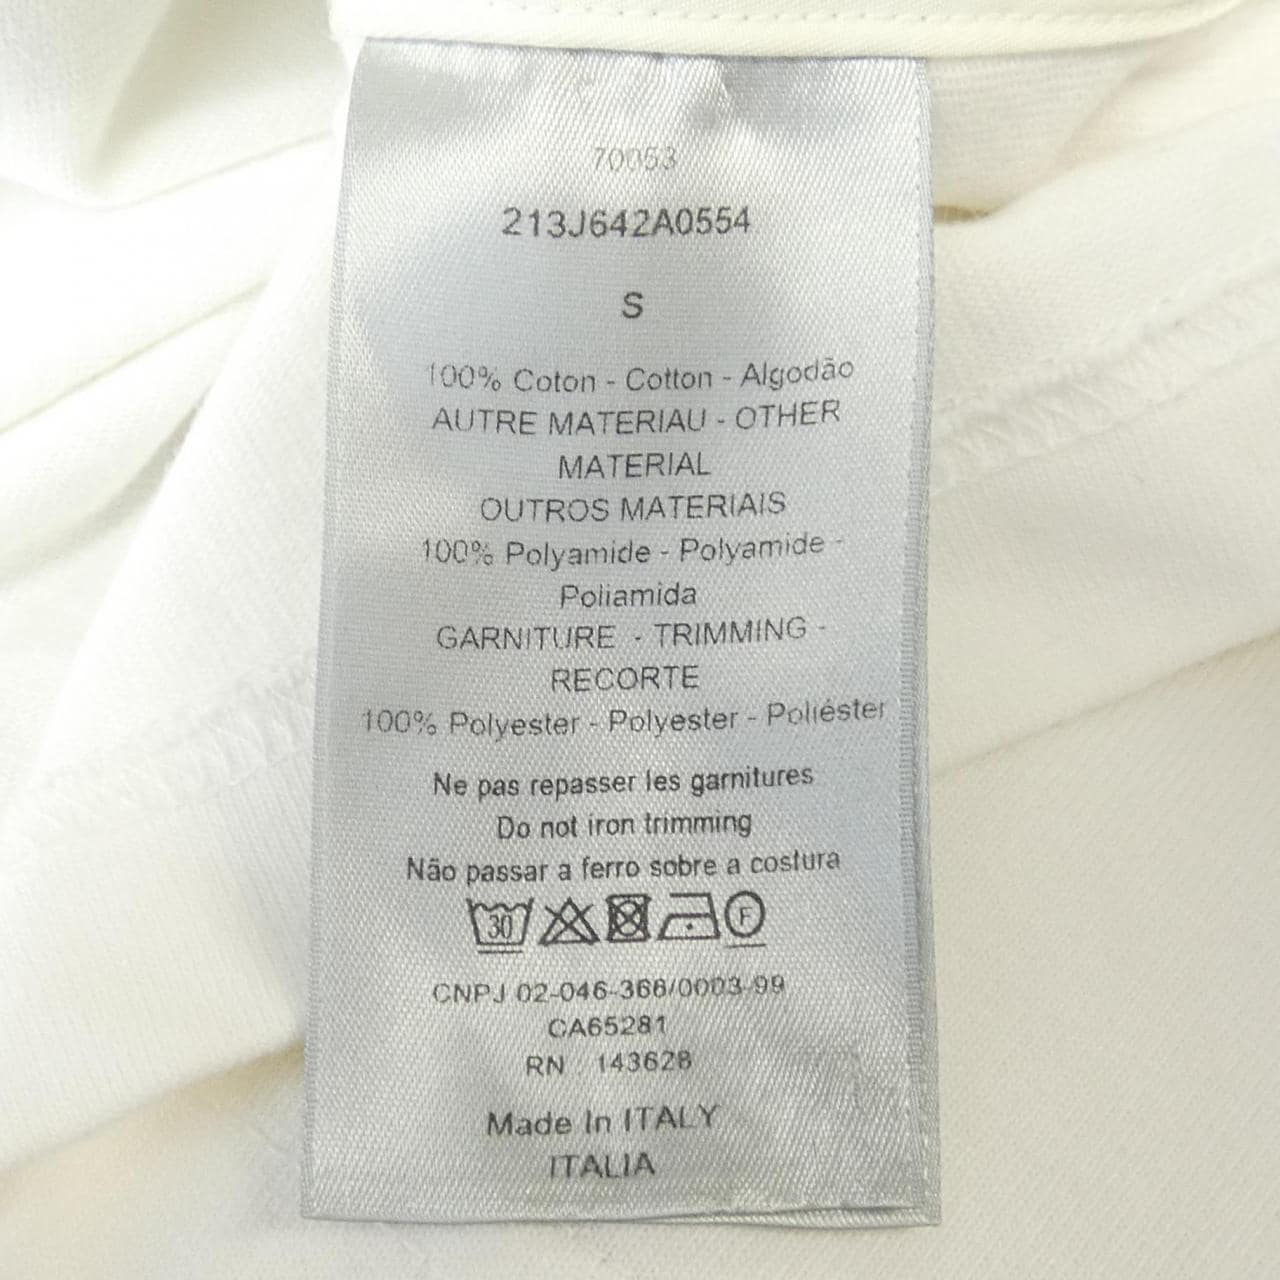 70053
213J642A0554
S
100% Coton - Cotton - Algodão
AUTRE MATERIAU - OTHER
MATERIAL
OUTROS MATERIAIS
100% Polyamide - Polyamide -
Poliamida
GARNITURE - TRIMMING -
RECORTE
100% Polyester - Polyester - Poliéster
Ne pas repasser les garnitures
Do not iron trimming
Não passar a ferro sobre a costura
30 F
CNPJ 02-046-368/0003-99
CA65281
RN 143628
Made In ITALY
ITALIA